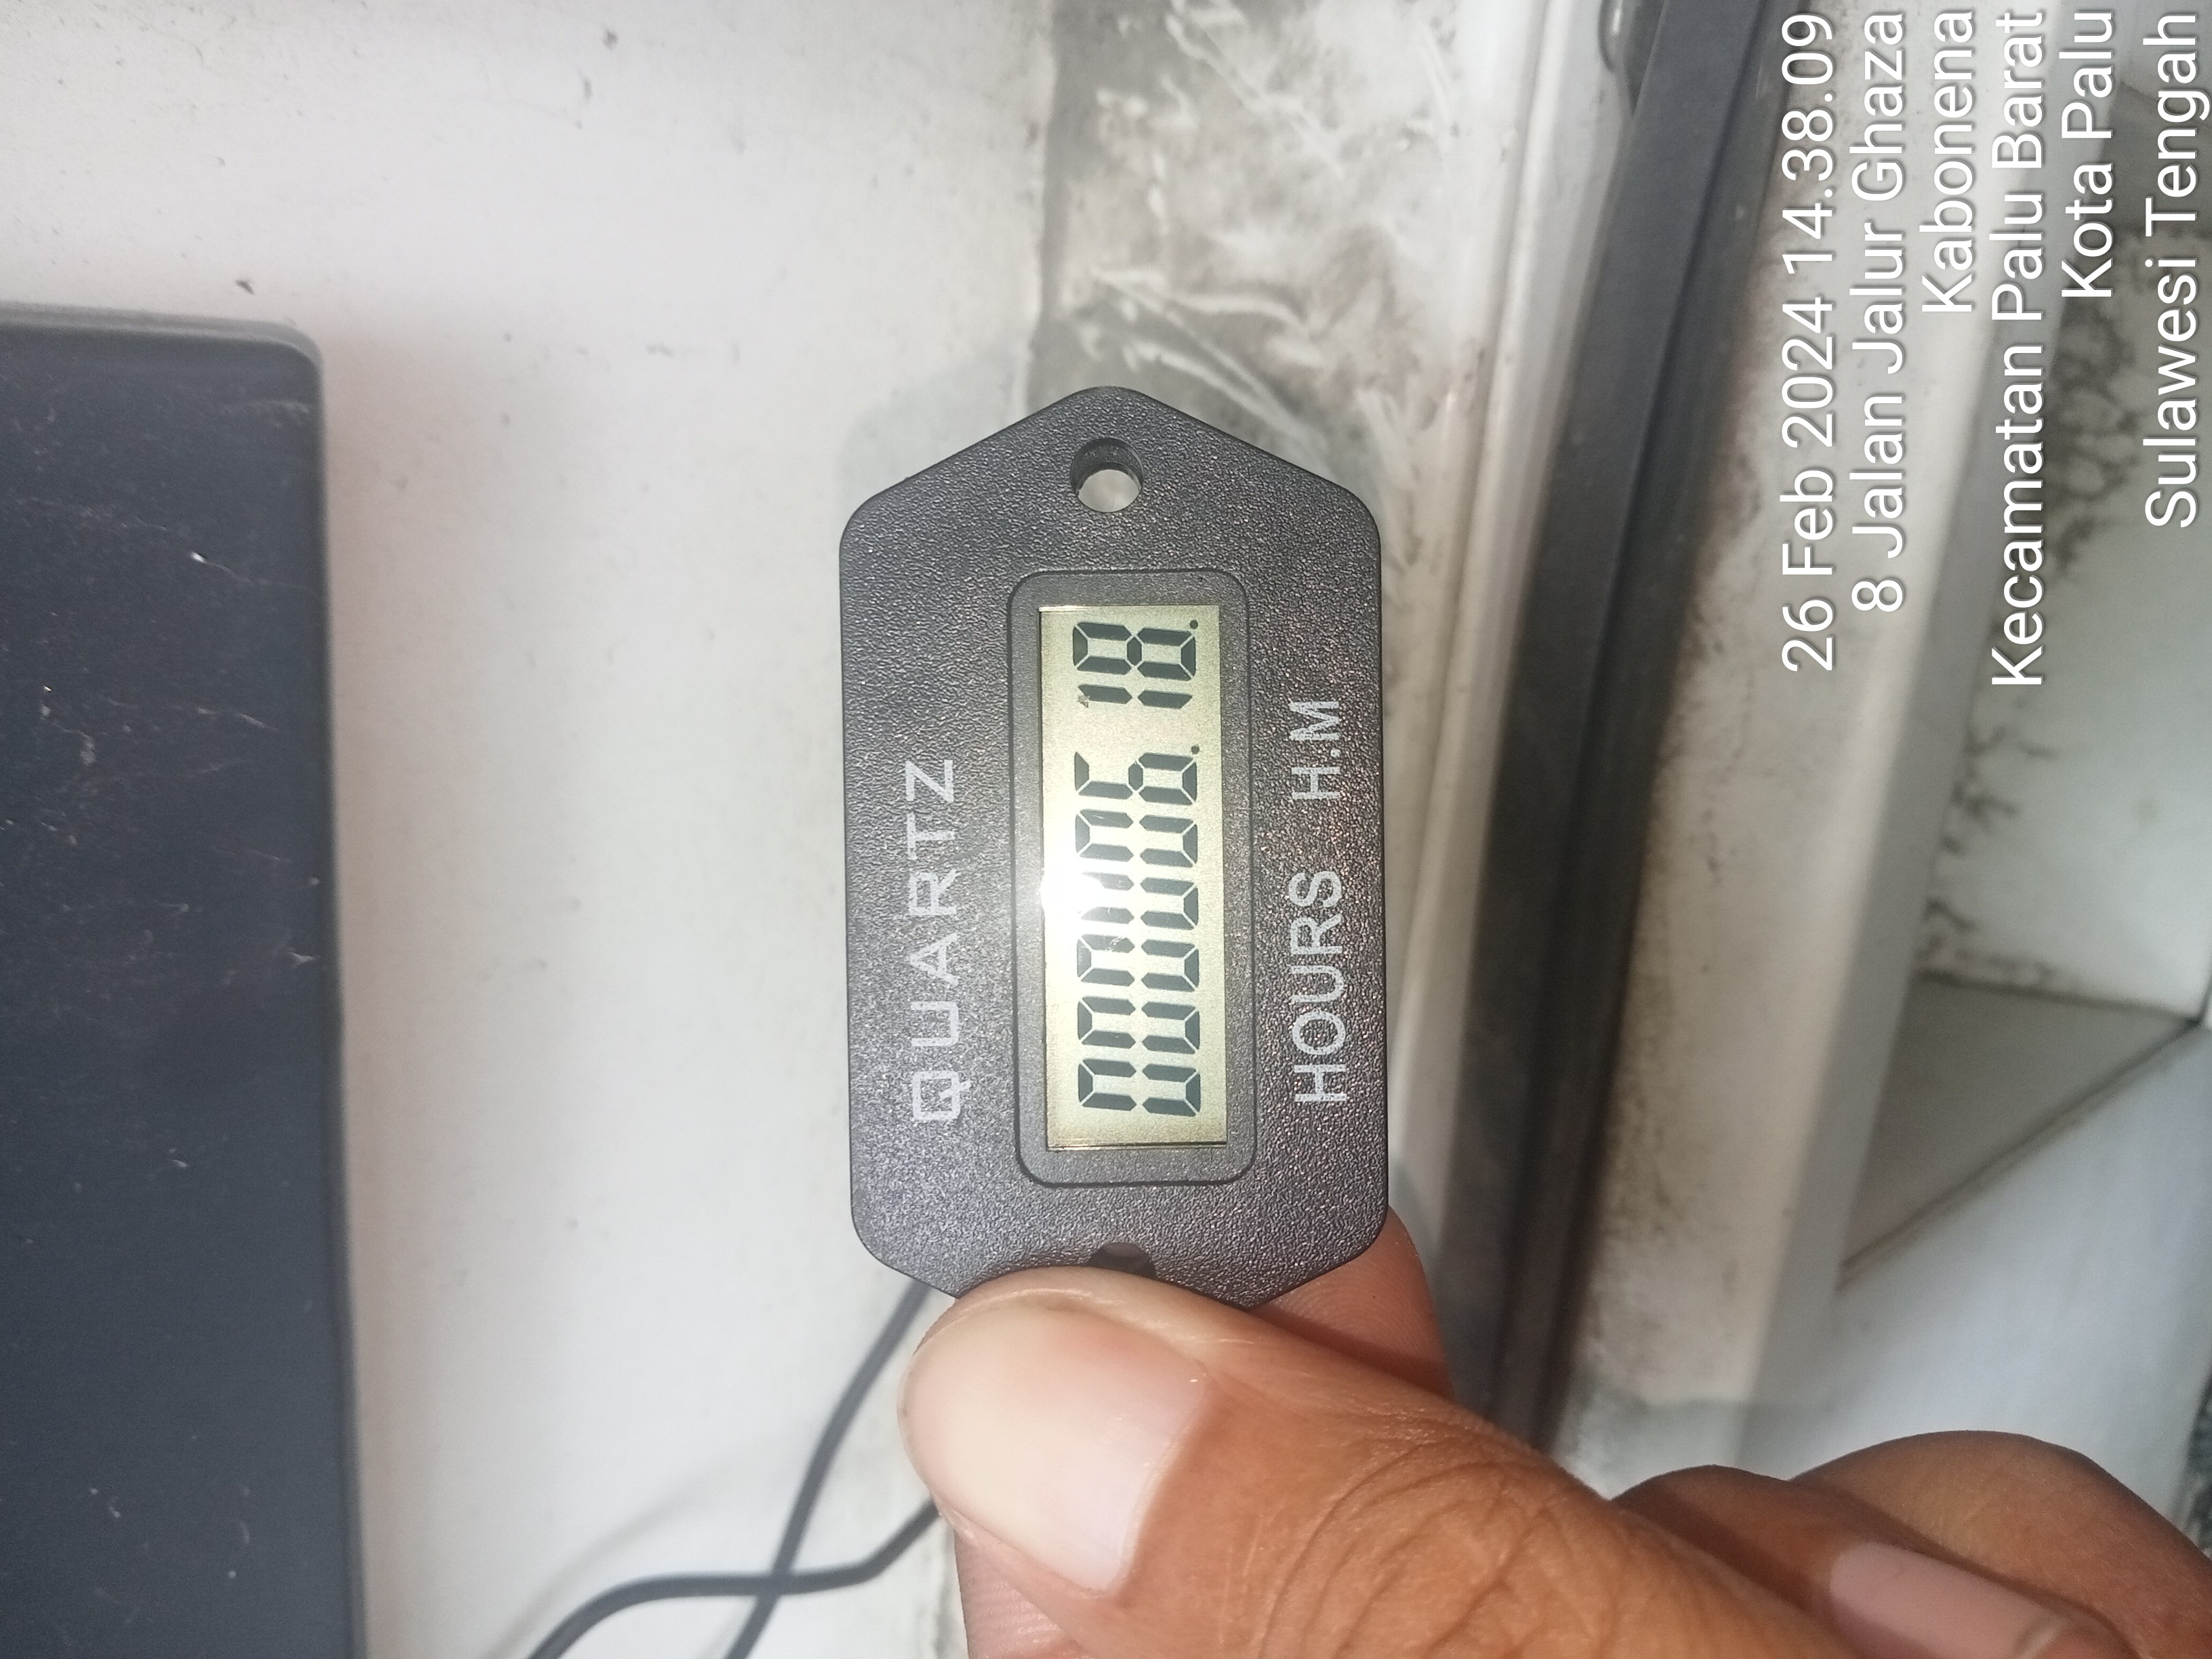 QUARTZ
000006.18.
HOURS H.M
26 Feb 2024 14.38.09
8 Jalan Jalur Ghaza
Kabonena
Kecamatan Palu Barat
Kota Palu
Sulawesi Tengah